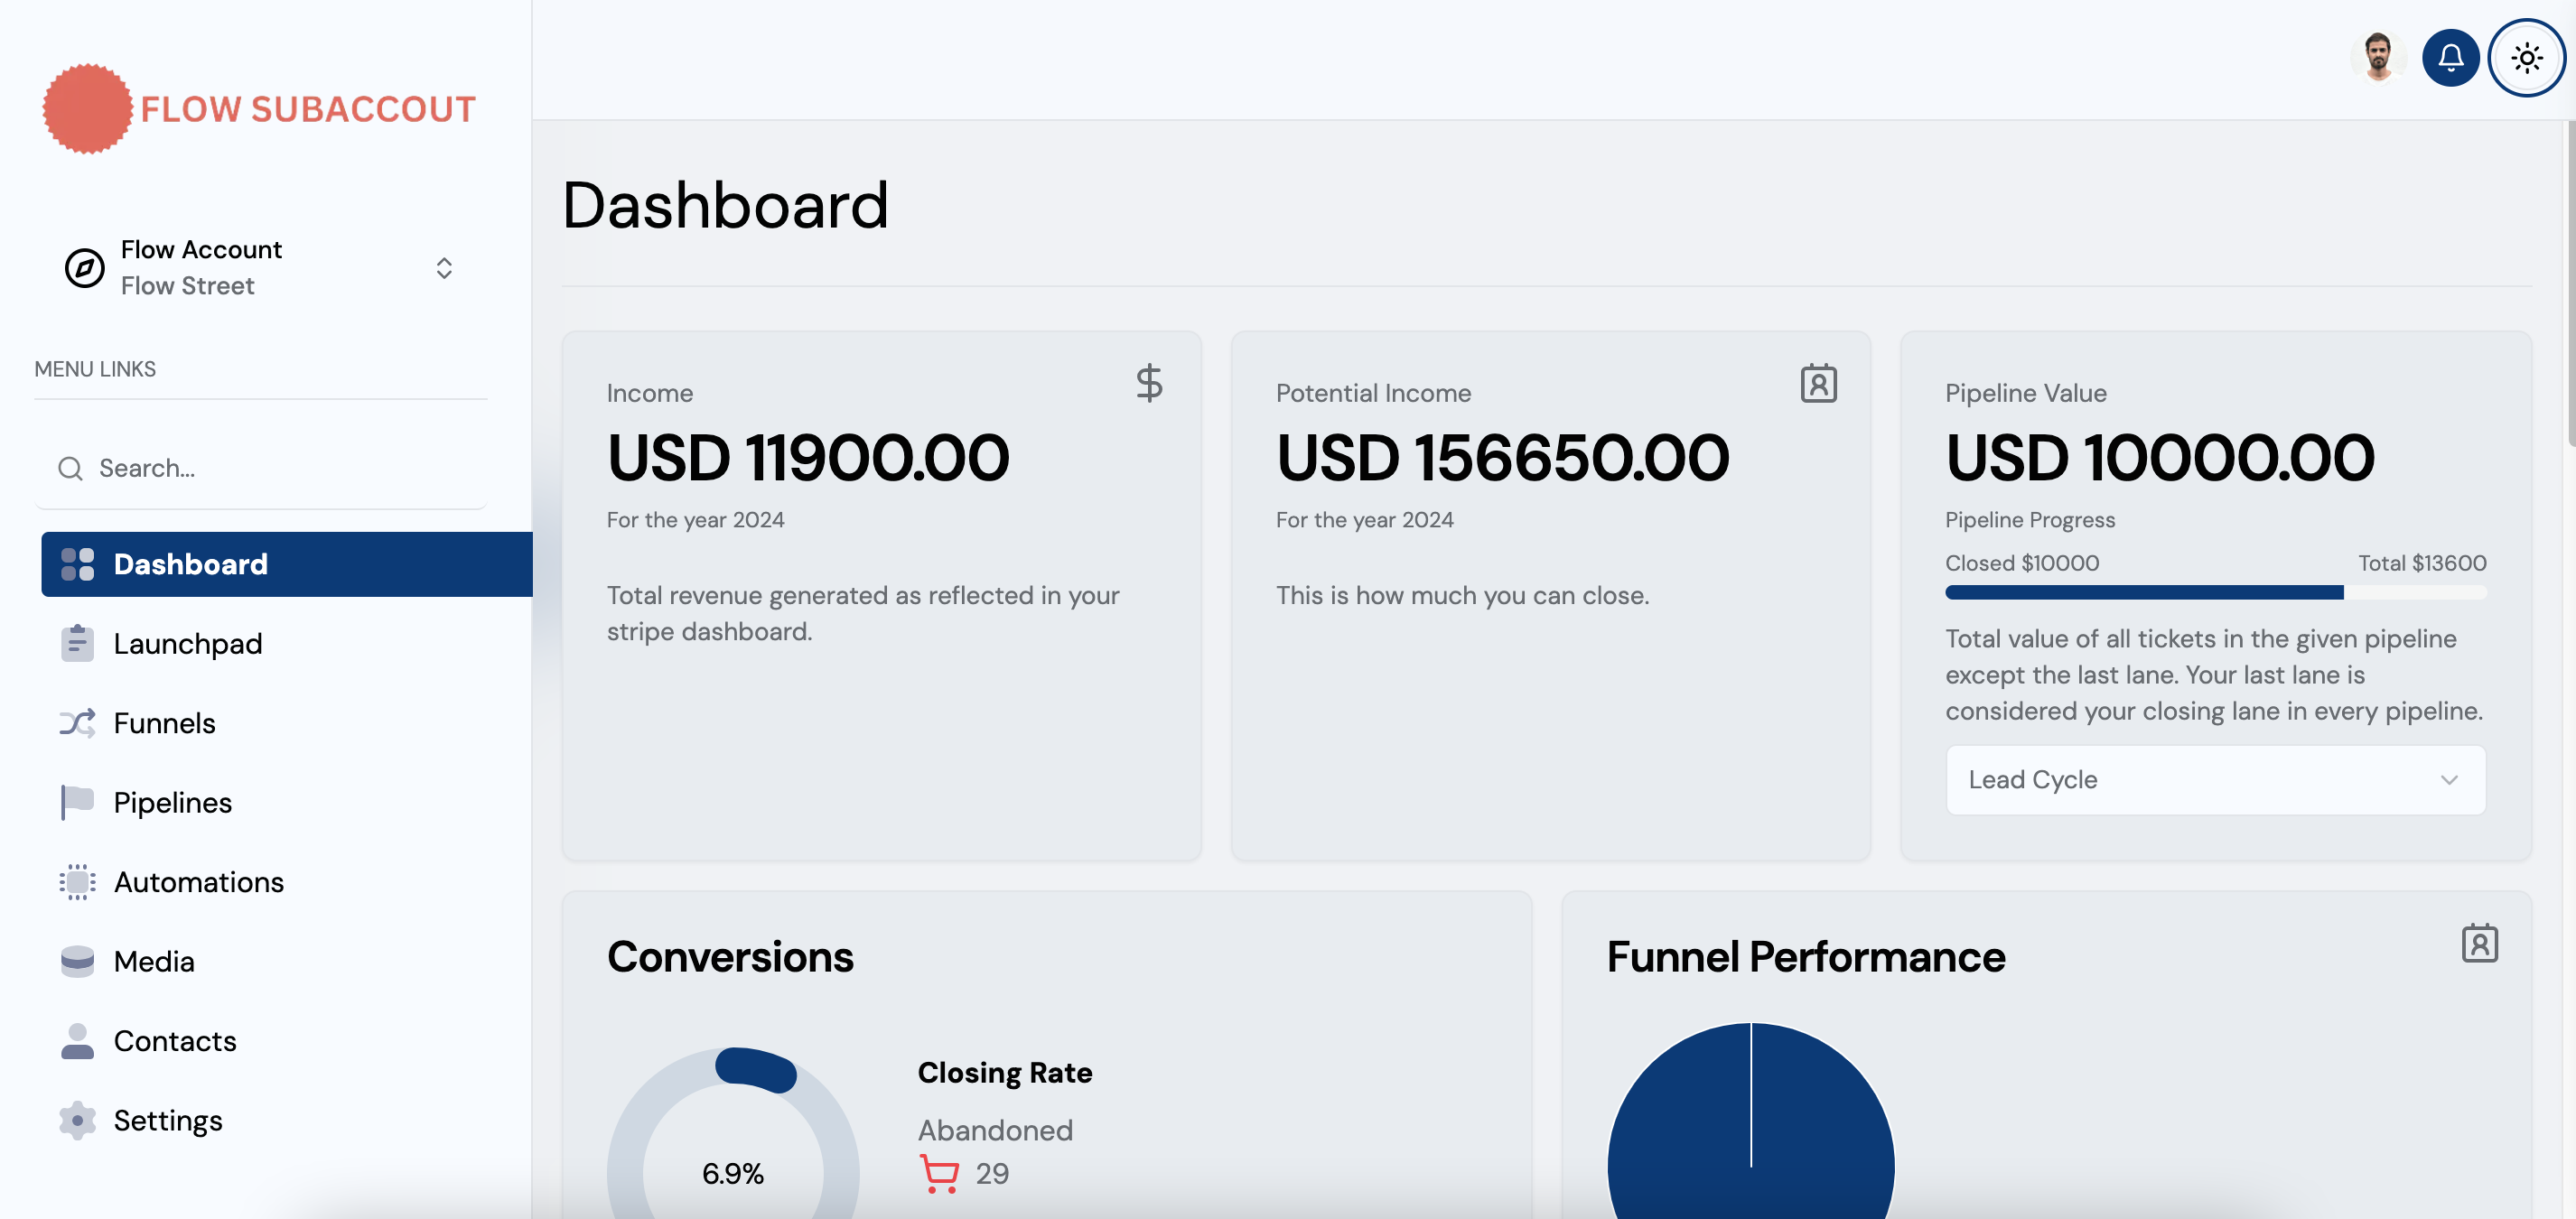 FLOW SUBACCOUT
Flow Account
Flow Street
MENU LINKS
Search...
Dashboard
Launchpad
Funnels
Pipelines
Automations
Media
Contacts
Settings
Dashboard
Income
USD 11900.00
For the year 2024
Total revenue generated as reflected in your
stripe dashboard.
Potential Income
USD 156650.00
For the year 2024
This is how much you can close.
Pipeline Value
USD 10000.00
Pipeline Progress
Closed $10000 Total $13600
Total value of all tickets in the given pipeline
except the last lane. Your last lane is
considered your closing lane in every pipeline.
Lead Cycle
Conversions
6.9%
Closing Rate
Abandoned
29
Funnel Performance